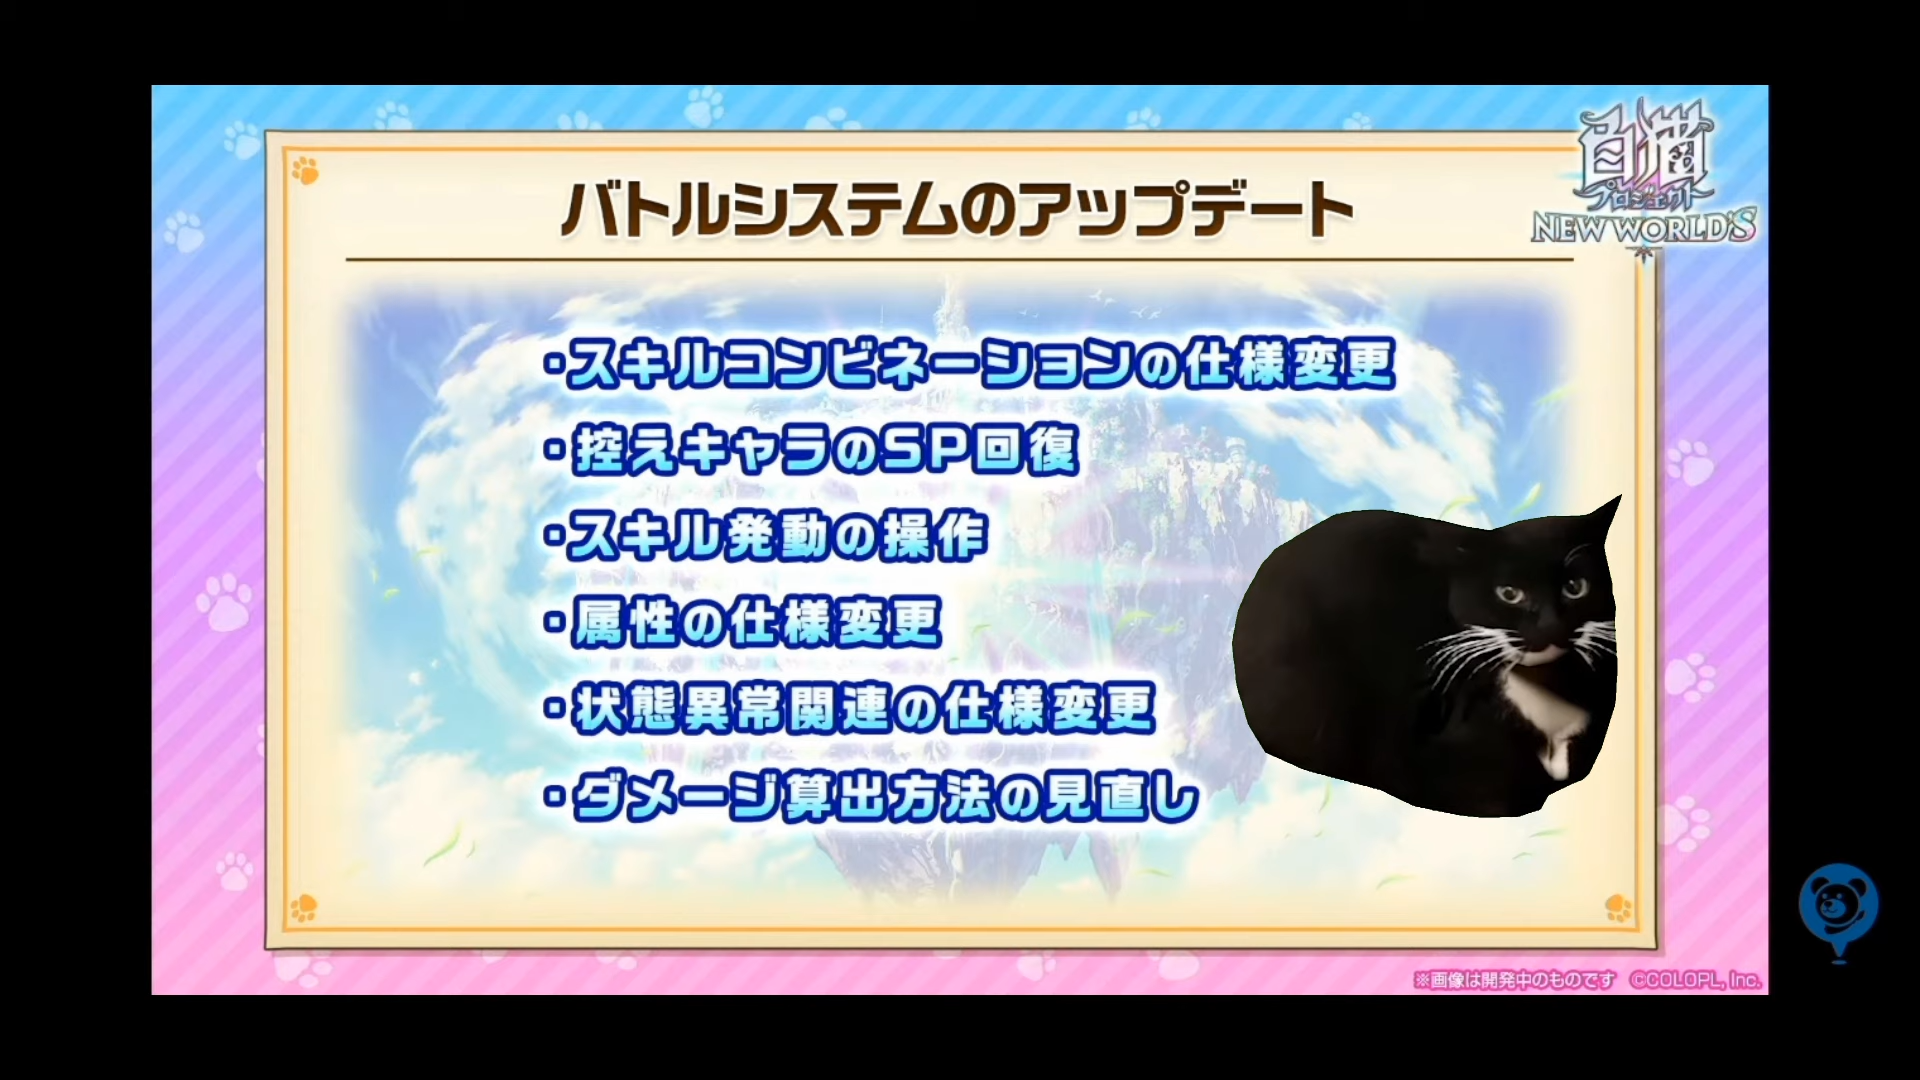 白猫
プロジェクト
NEW WORLD'S
バトルシステムのアップデート
・スキルコンビネーションの仕様変更
・控えキャラのSP回復
・スキル発動の操作
・属性の仕様変更
・状態異常関連の仕様変更
・ダメージ算出方法の見直し
※画像は開発中のものです ©COLOPL, Inc.